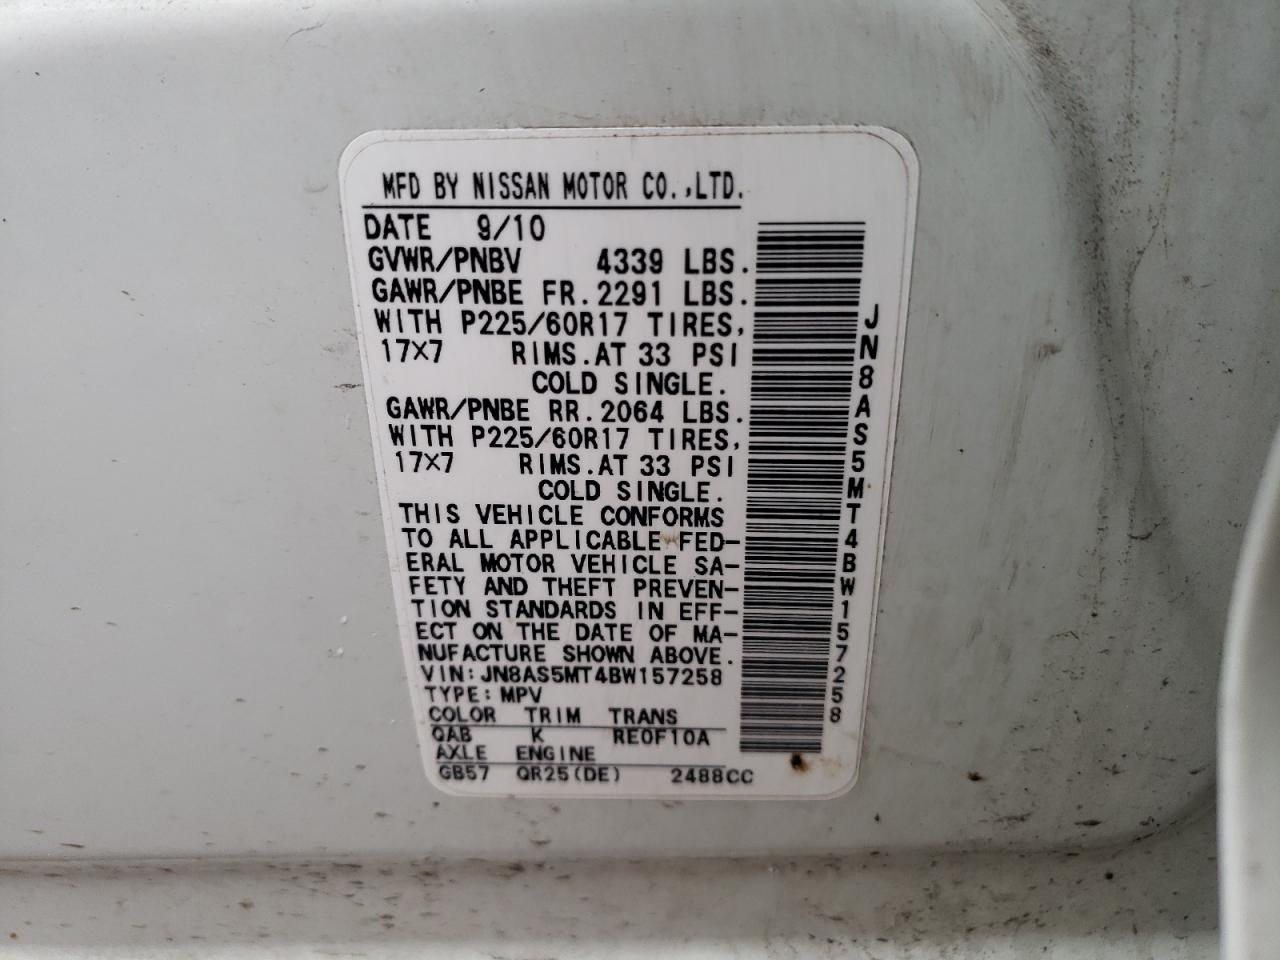 MFD BY NISSAN MOTOR CO.,LTD.
DATE 9/10
GVWR/PNBV 4339 LBS.
GAWR/PNBE FR.2291 LBS.
WITH P225/60R17 TIRES,
17×7 RIMS.AT 33 PSI
COLD SINGLE.
GAWR/PNBE RR.2064 LBS.
WITH P225/60R17 TIRES,
17×7 RIMS.AT 33 PSI
COLD SINGLE.
THIS VEHICLE CONFORMS
TO ALL APPLICABLE FED-
ERAL MOTOR VEHICLE SA-
FETY AND THEFT PREVEN-
TION STANDARDS IN EFF-
ECT ON THE DATE OF MA-
NUFACTURE SHOWN ABOVE.
VIN:JN8AS5MT4BW157258
TYPE:MPV
COLOR TRIM TRANS
QAB K RE0F10A
AXLE ENGINE
GB57 QR25(DE) 2488CC
JN8AS5MT4BW157258